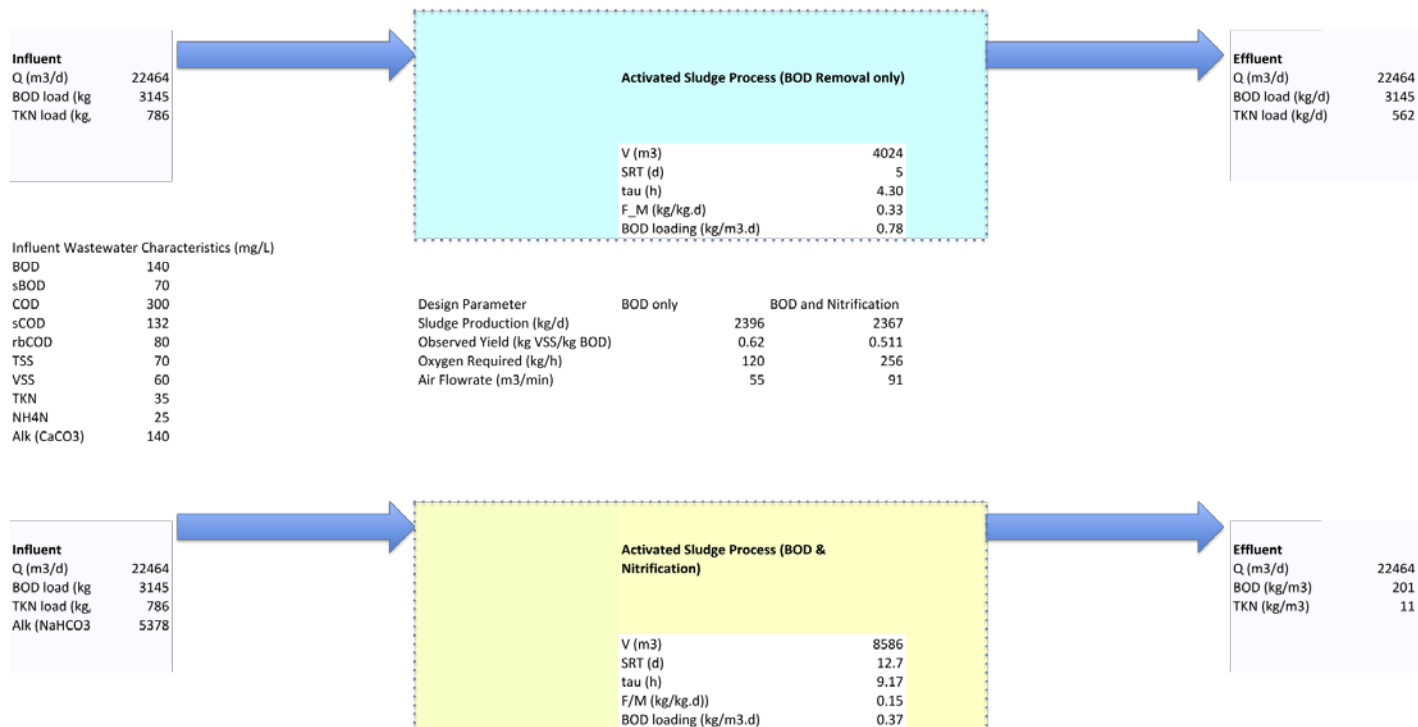 Influent
Q (m3/d) 22464
BOD load (kg 3145
TKN load (kg, 786
Activated Sludge Process (BOD Removal only)
V (m3) 4024
SRT (d) 5
tau (h) 4.30
F_M (kg/kg.d) 0.33
BOD loading (kg/m3.d) 0.78
Effluent
Q (m3/d) 22464
BOD load (kg/d) 3145
TKN load (kg/d) 562
Influent Wastewater Characteristics (mg/L)
BOD 140
sBOD 70
COD 300
sCOD 132
rbCOD 80
TSS 70
VSS 60
TKN 35
NH4N 25
Alk (CaCO3) 140
Design Parameter BOD only BOD and Nitrification
Sludge Production (kg/d) 2396 2367
Observed Yield (kg VSS/kg BOD) 0.62 0.511
Oxygen Required (kg/h) 120 256
Air Flowrate (m3/min) 55 91
Influent
Q (m3/d) 22464
BOD load (kg 3145
TKN load (kg, 786
Alk (NaHCO3 5378
Activated Sludge Process (BOD &
Nitrification)
V (m3) 8586
SRT (d) 12.7
tau (h) 9.17
F/M (kg/kg.d)) 0.15
BOD loading (kg/m3.d) 0.37
Effluent
Q (m3/d) 22464
BOD (kg/m3) 201
TKN (kg/m3) 11